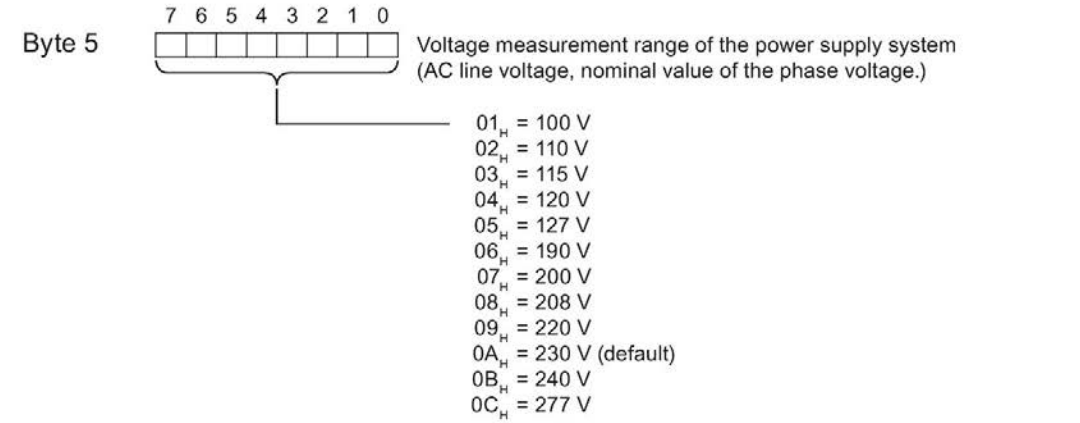 7 6 5 4 3 2 1 0
Byte 5
Voltage measurement range of the power supply system
(AC line voltage, nominal value of the phase voltage.)
01H = 100 V
02H = 110 V
03H = 115 V
04H = 120 V
05H = 127 V
06H = 190 V
07H = 200 V
08H = 208 V
09H = 220 V
0AH = 230 V (default)
0BH = 240 V
0CH = 277 V